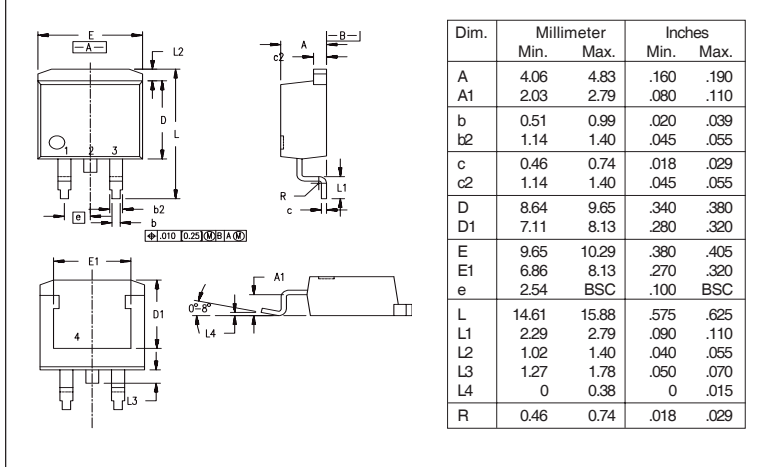 E
A
L2
D
L
1 2 3
e
b2
b
⌖ .010 0.25 Ⓜ B A Ⓜ
B
A
c2
R
L1
c
E1
D1
4
L3
A1
0°-8°
L4
Dim. Millimeter Inches
Min. Max. Min. Max.
A 4.06 4.83 .160 .190
A1 2.03 2.79 .080 .110
b 0.51 0.99 .020 .039
b2 1.14 1.40 .045 .055
c 0.46 0.74 .018 .029
c2 1.14 1.40 .045 .055
D 8.64 9.65 .340 .380
D1 7.11 8.13 .280 .320
E 9.65 10.29 .380 .405
E1 6.86 8.13 .270 .320
e 2.54 BSC .100 BSC
L 14.61 15.88 .575 .625
L1 2.29 2.79 .090 .110
L2 1.02 1.40 .040 .055
L3 1.27 1.78 .050 .070
L4 0 0.38 0 .015
R 0.46 0.74 .018 .029